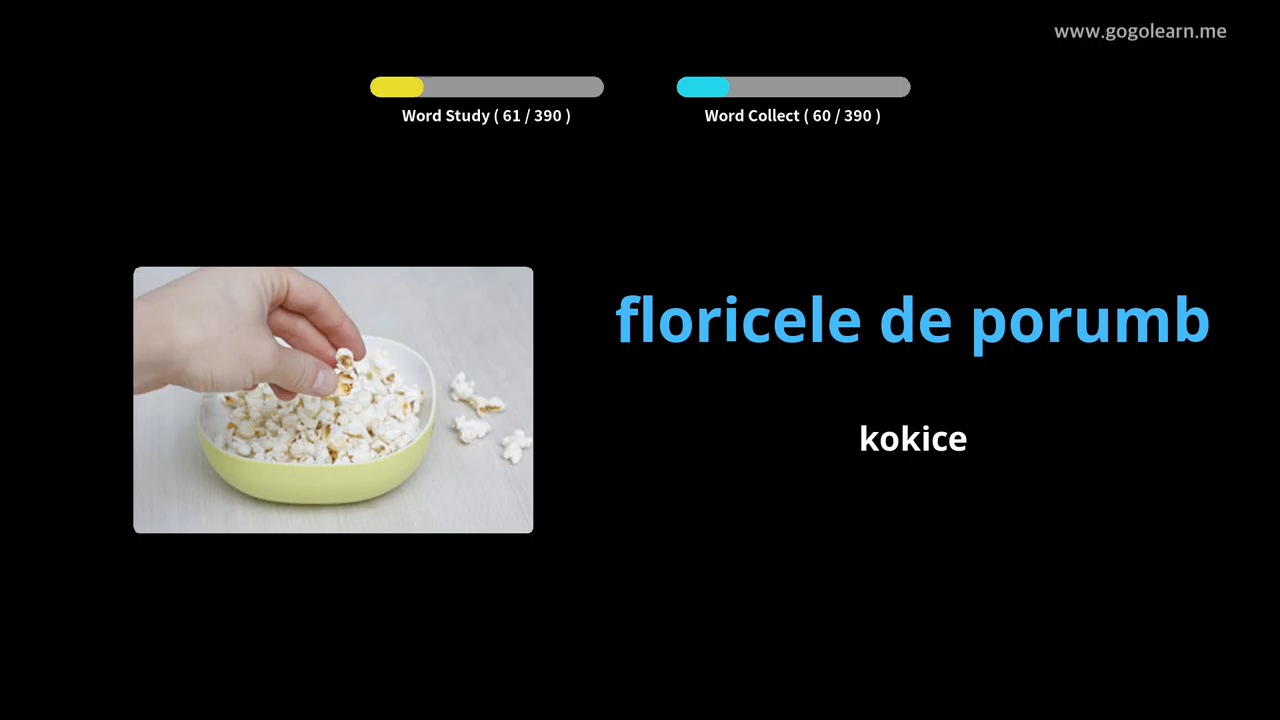 www.gogolearn.me
Word Study ( 61 / 390 )
Word Collect ( 60 / 390 )
floricele de porumb
kokice